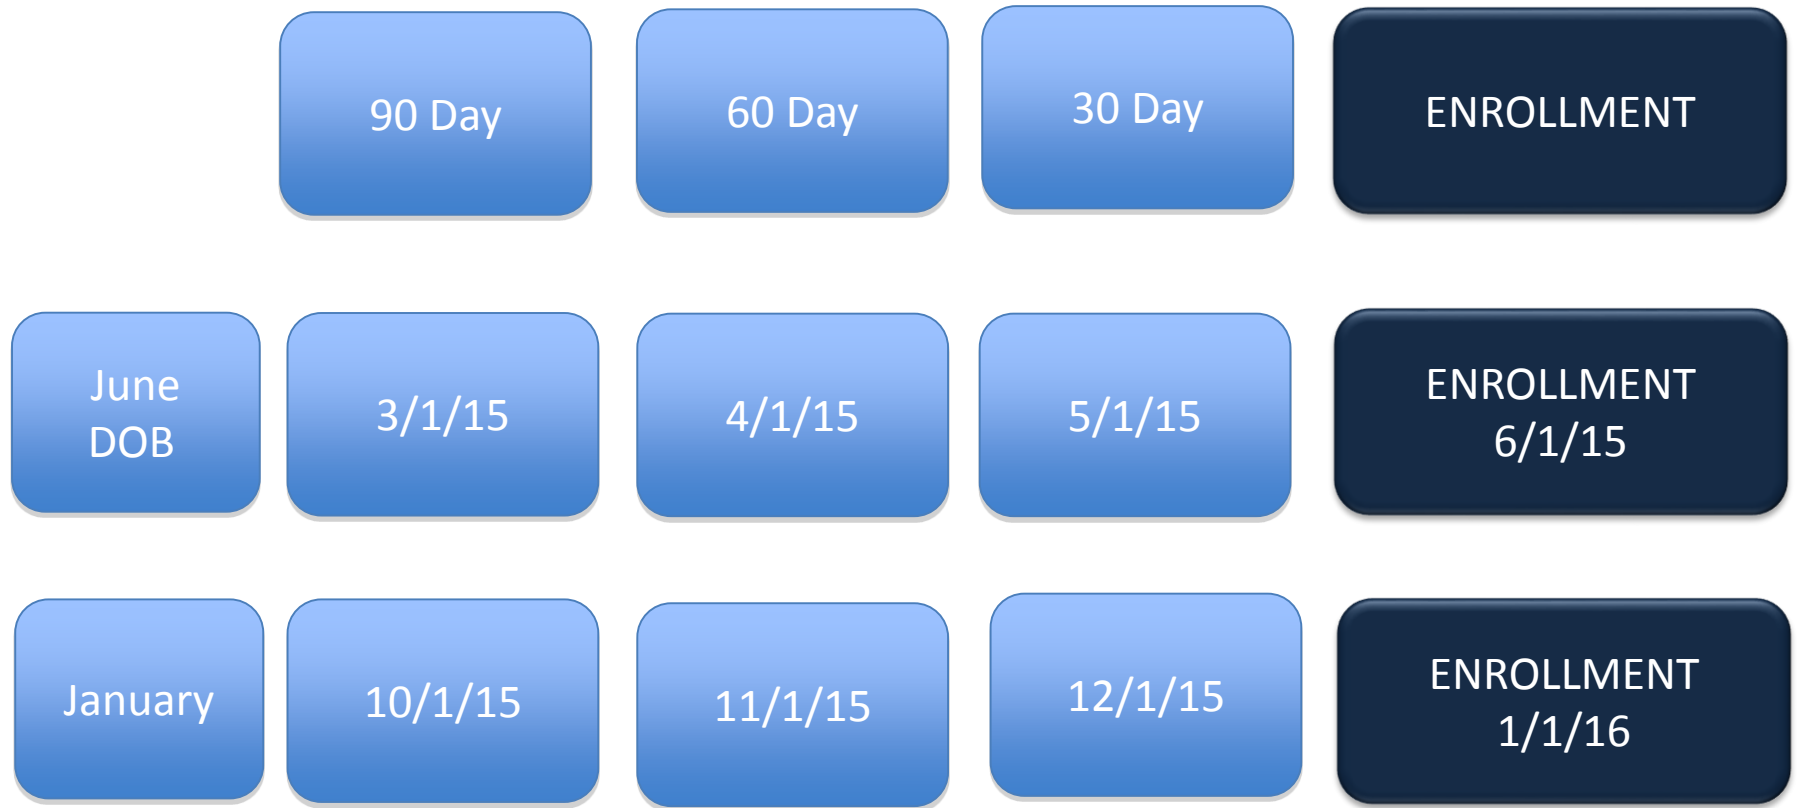 90 Day
60 Day
30 Day
ENROLLMENT
June
DOB
3/1/15
4/1/15
5/1/15
ENROLLMENT
6/1/15
January
10/1/15
11/1/15
12/1/15
ENROLLMENT
1/1/16